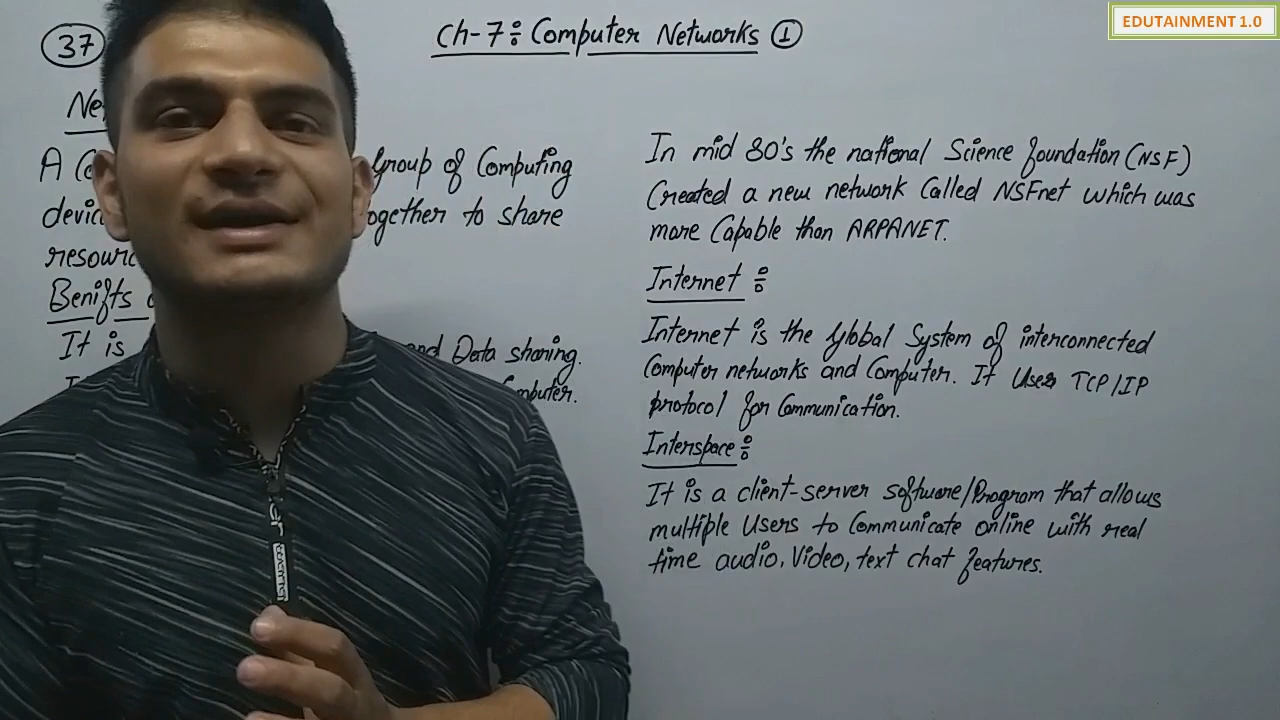 EDUTAINMENT 1.0
37
Ch-7: Computer Networks 1
A
group of Computing
together to share
Benifts
It is
and Data sharing.
Computer.
In mid 80's the national Science foundation (NSF)
Created a new network Called NSFnet which was
more Capable than ARPANET.
Internet :
Internet is the Global System of interconnected
Computer networks and Computer. It Uses TCP/IP
protocol for Communication.
Interspace :
It is a client-server software/Program that allows
multiple Users to Communicate online with real
time audio, Video, text chat features.